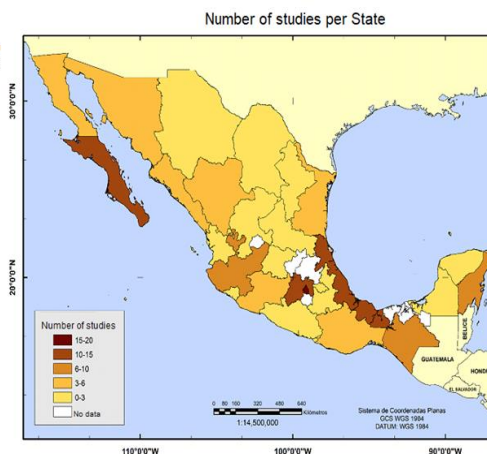 Number of studies per State
30°0'0"N
20°0'0"N
Number of studies
15-20
10-15
6-10
3-6
0-3
No data
BELICE
GUATEMALA
HONDU
EL SALVADOR
0 80 160 320 480 640
Kilómetros
1:14,500,000
Sistema de Coordenadas Planas
GCS WGS 1984
DATUM: WGS 1984
110°0'0"W
100°0'0"W
90°0'0"W